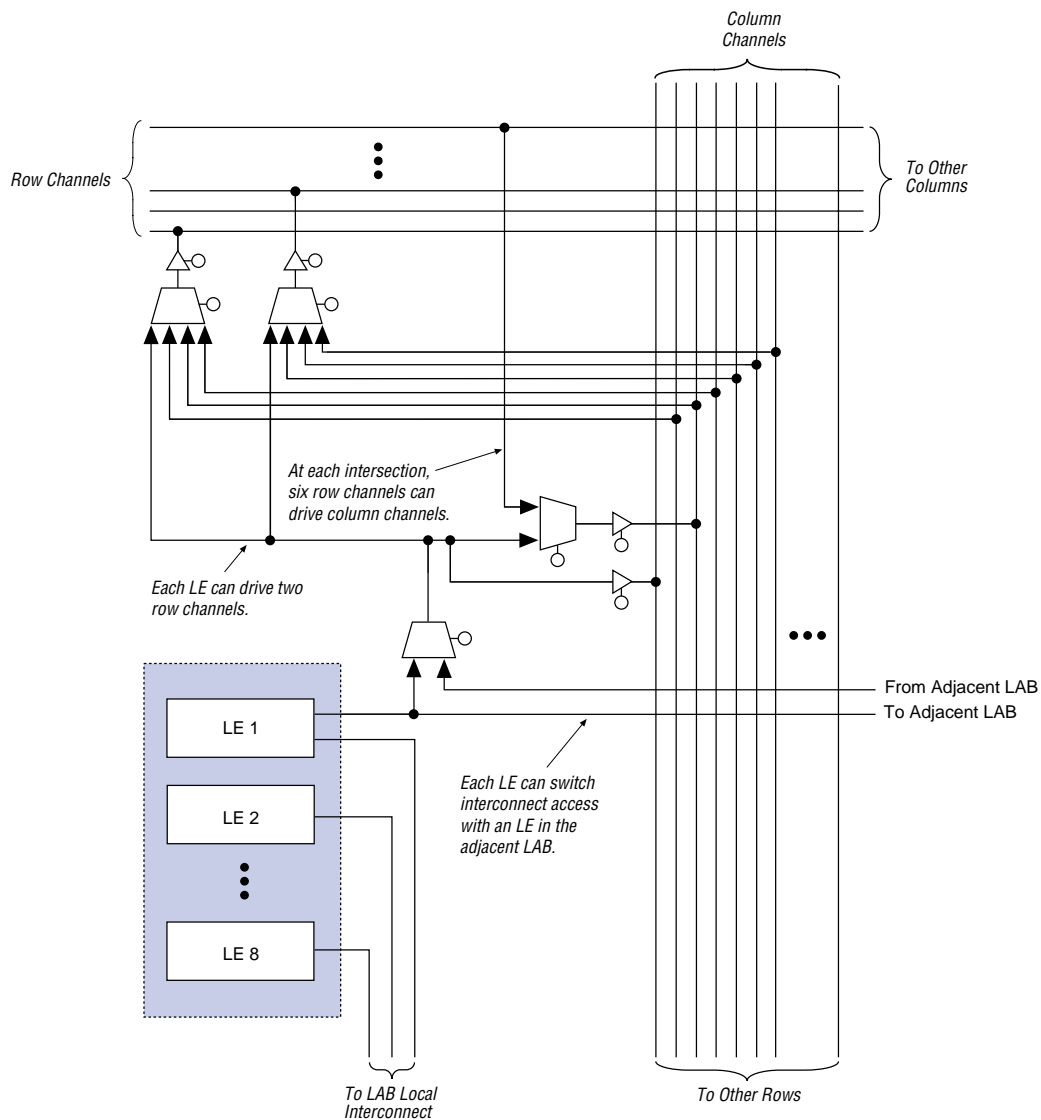 Column
Channels
Row Channels
To Other
Columns
At each intersection,
six row channels can
drive column channels.
Each LE can drive two
row channels.
From Adjacent LAB
To Adjacent LAB
LE 1
Each LE can switch
interconnect access
with an LE in the
adjacent LAB.
LE 2
LE 8
To LAB Local
Interconnect
To Other Rows